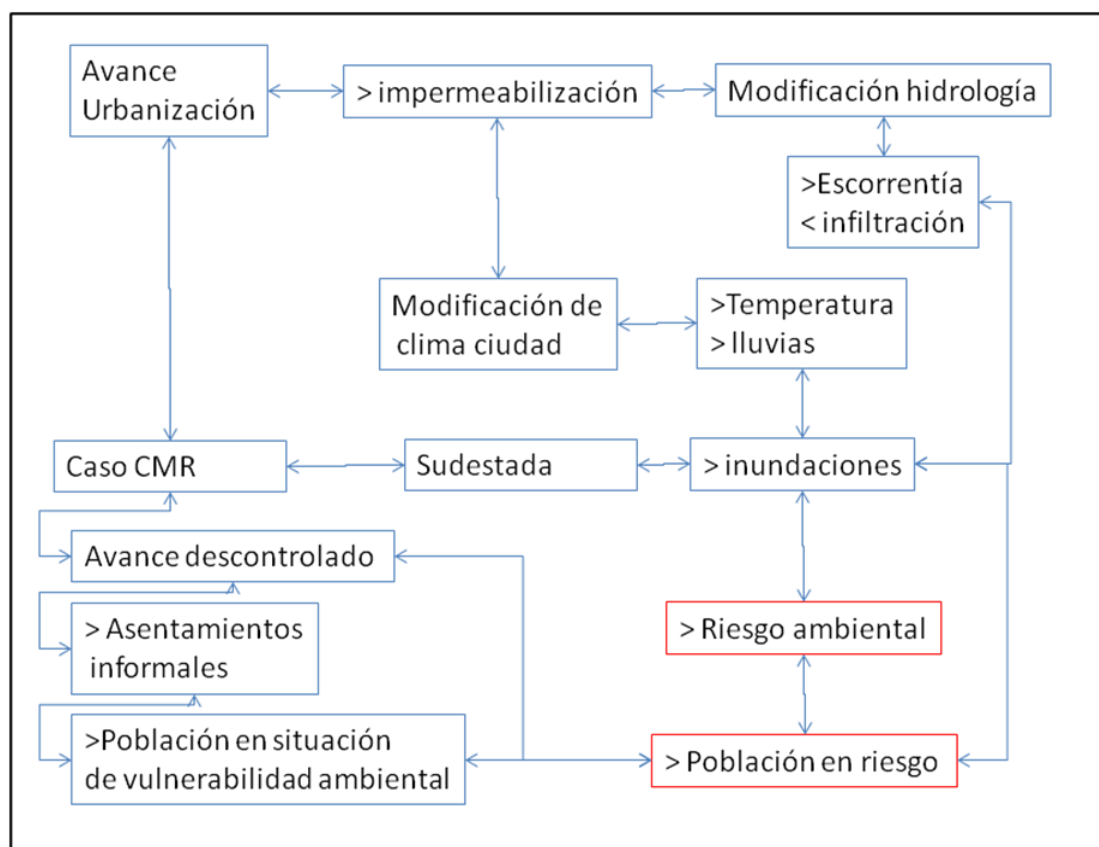 Avance
Urbanización
> impermeabilización
Modificación hidrología
>Escorrentía
< infiltración
Modificación de
clima ciudad
>Temperatura
> lluvias
Caso CMR
Sudestada
> inundaciones
Avance descontrolado
> Asentamientos
informales
> Riesgo ambiental
>Población en situación
de vulnerabilidad ambiental
> Población en riesgo